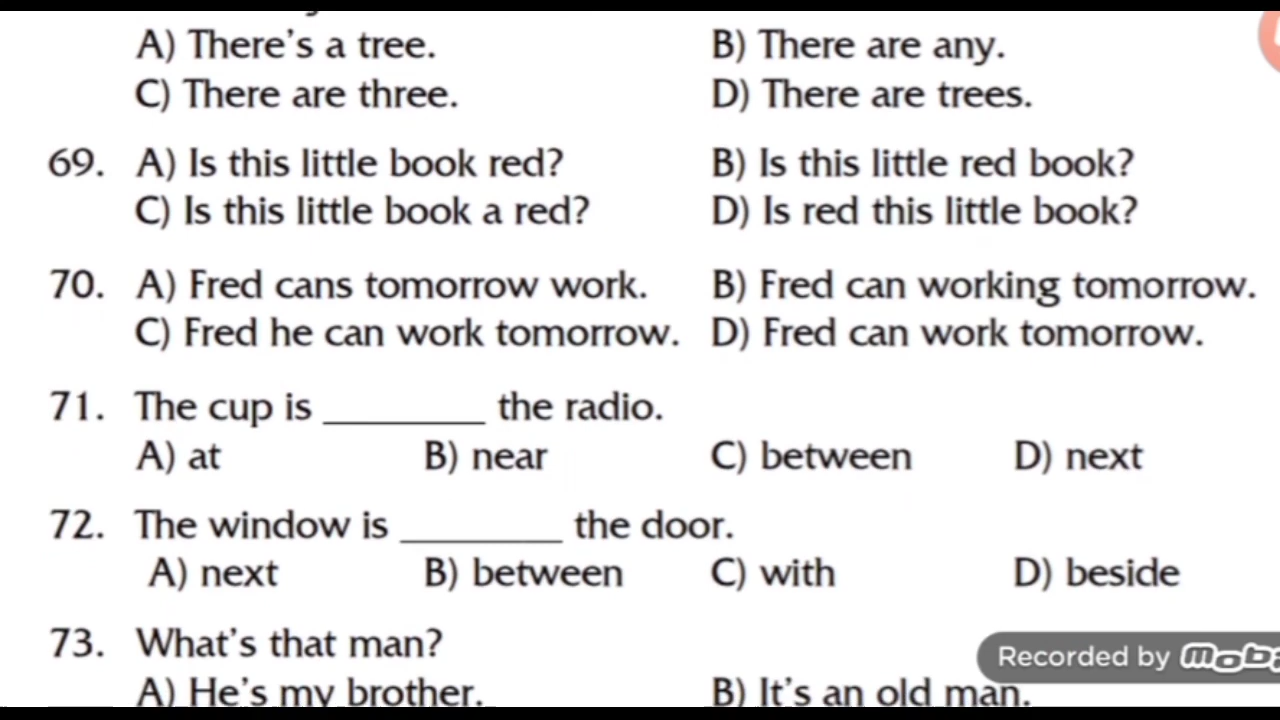 A) There's a tree. B) There are any.
C) There are three. D) There are trees.
69. A) Is this little book red? B) Is this little red book?
C) Is this little book a red? D) Is red this little book?
70. A) Fred cans tomorrow work. B) Fred can working tomorrow.
C) Fred he can work tomorrow. D) Fred can work tomorrow.
71. The cup is ________ the radio.
A) at B) near C) between D) next
72. The window is ________ the door.
A) next B) between C) with D) beside
73. What's that man?
Recorded by
A) He's my brother. B) It's an old man.